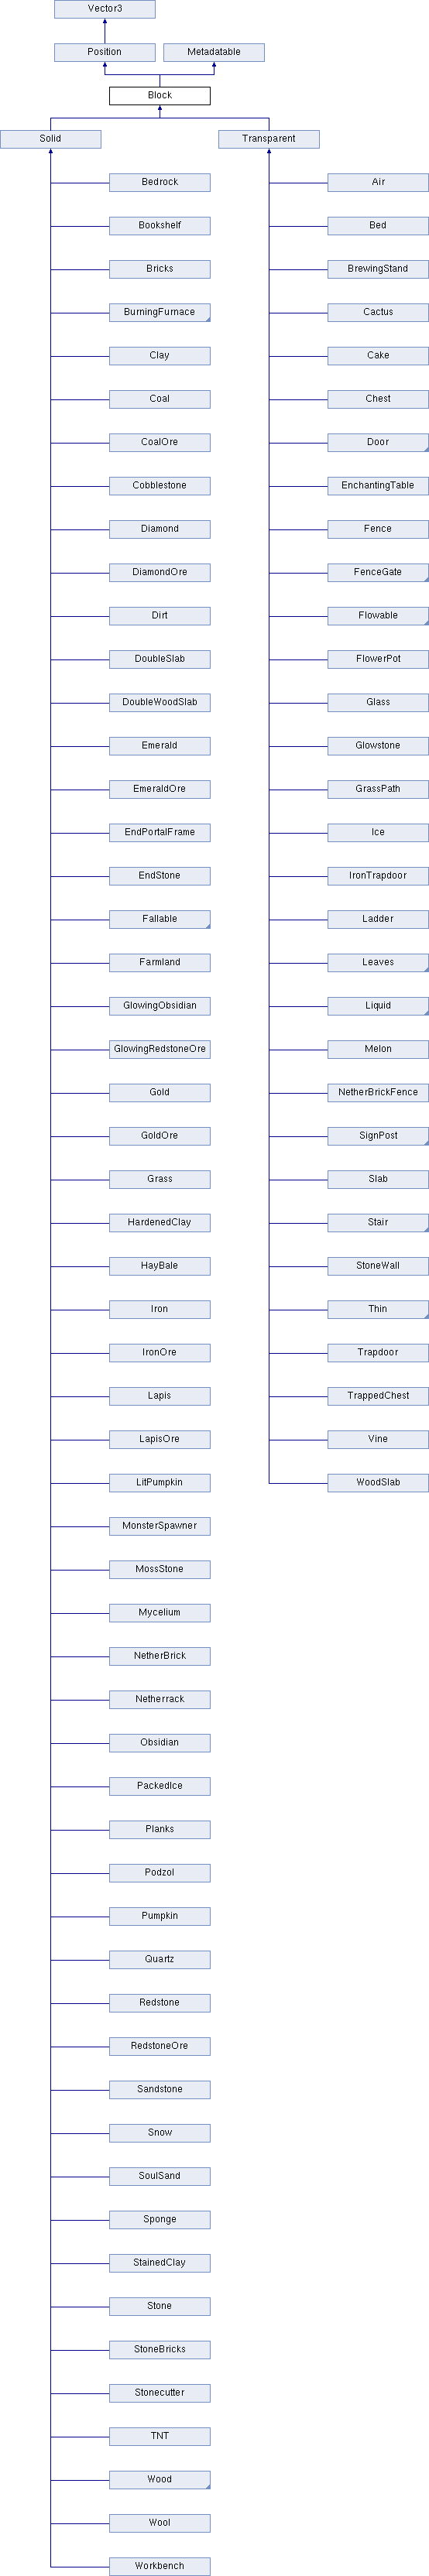 Vector3
Position
Metadatable
Block
Solid
Transparent
Bedrock
Air
Bookshelf
Bed
Bricks
BrewingStand
BurningFurnace
Cactus
Clay
Cake
Coal
Chest
CoalOre
Door
Cobblestone
EnchantingTable
Diamond
Fence
DiamondOre
FenceGate
Dirt
Flowable
DoubleSlab
FlowerPot
DoubleWoodSlab
Glass
Emerald
Glowstone
EmeraldOre
GrassPath
EndPortalFrame
Ice
EndStone
IronTrapdoor
Fallable
Ladder
Farmland
Leaves
GlowingObsidian
Liquid
GlowingRedstoneOre
Melon
Gold
NetherBrickFence
GoldOre
SignPost
Grass
Slab
HardenedClay
Stair
HayBale
StoneWall
Iron
Thin
IronOre
Trapdoor
Lapis
TrappedChest
LapisOre
Vine
LitPumpkin
WoodSlab
MonsterSpawner
MossStone
Mycelium
NetherBrick
Netherrack
Obsidian
PackedIce
Planks
Podzol
Pumpkin
Quartz
Redstone
RedstoneOre
Sandstone
Snow
SoulSand
Sponge
StainedClay
Stone
StoneBricks
Stonecutter
TNT
Wood
Wool
Workbench